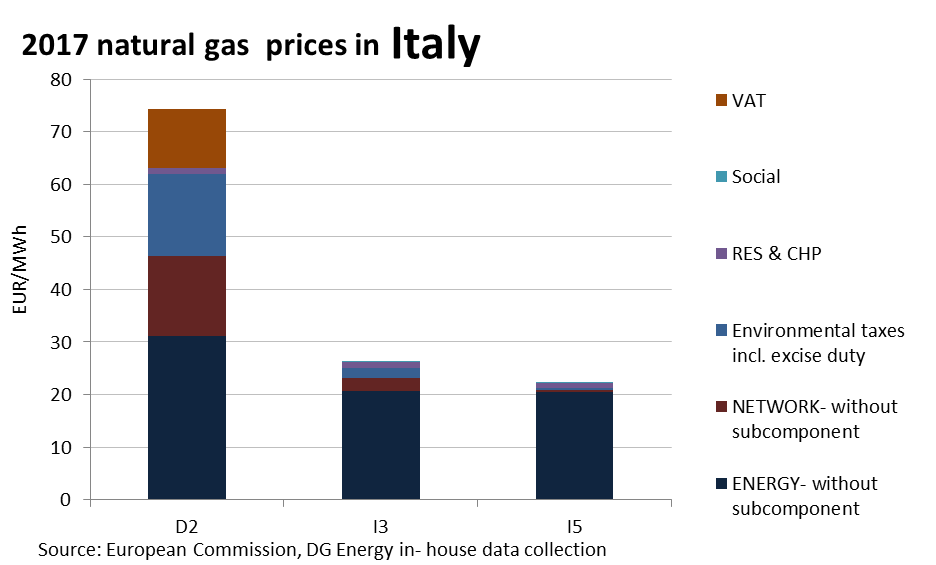 2017 natural gas  prices in Italy
80
70
60
50
40
30
20
10
0
EUR/MWh
D2
I3
I5
VAT
Social
RES & CHP
Environmental taxes
incl. excise duty
NETWORK- without
subcomponent
ENERGY- without
subcomponent
Source: European Commission, DG Energy in- house data collection